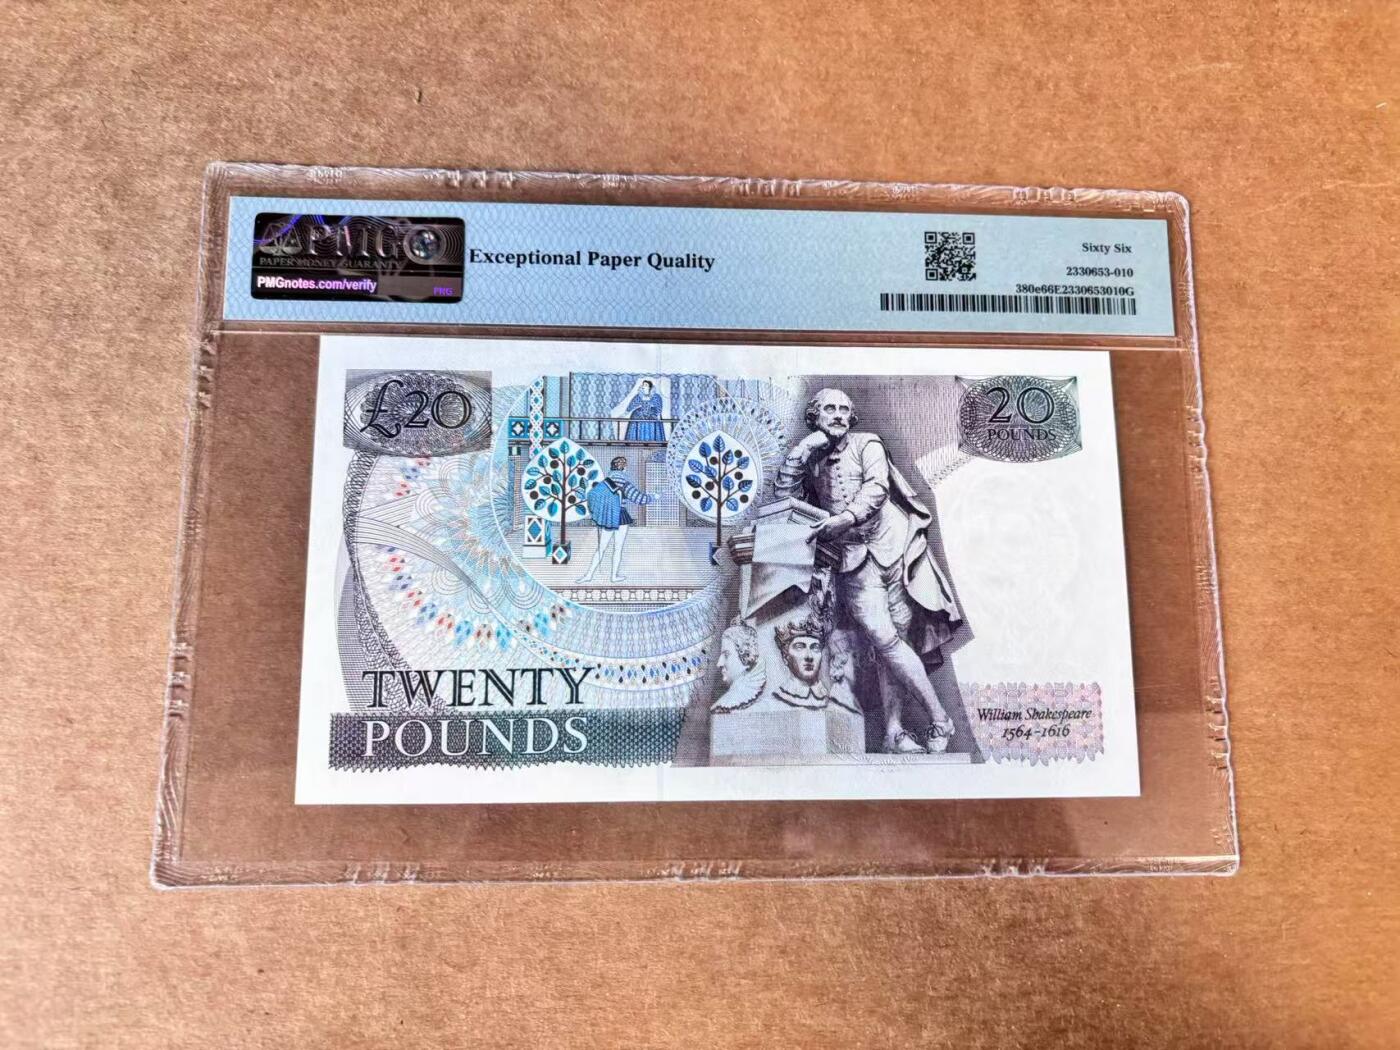 PMG
PAPER MONEY GUARANTY
PMGnotes.com/verify
PNG
Exceptional Paper Quality
Sixty Six
2330653-010
380e66E2330653010G
£20
20
POUNDS
TWENTY
POUNDS
William Shakespeare
1564-1616